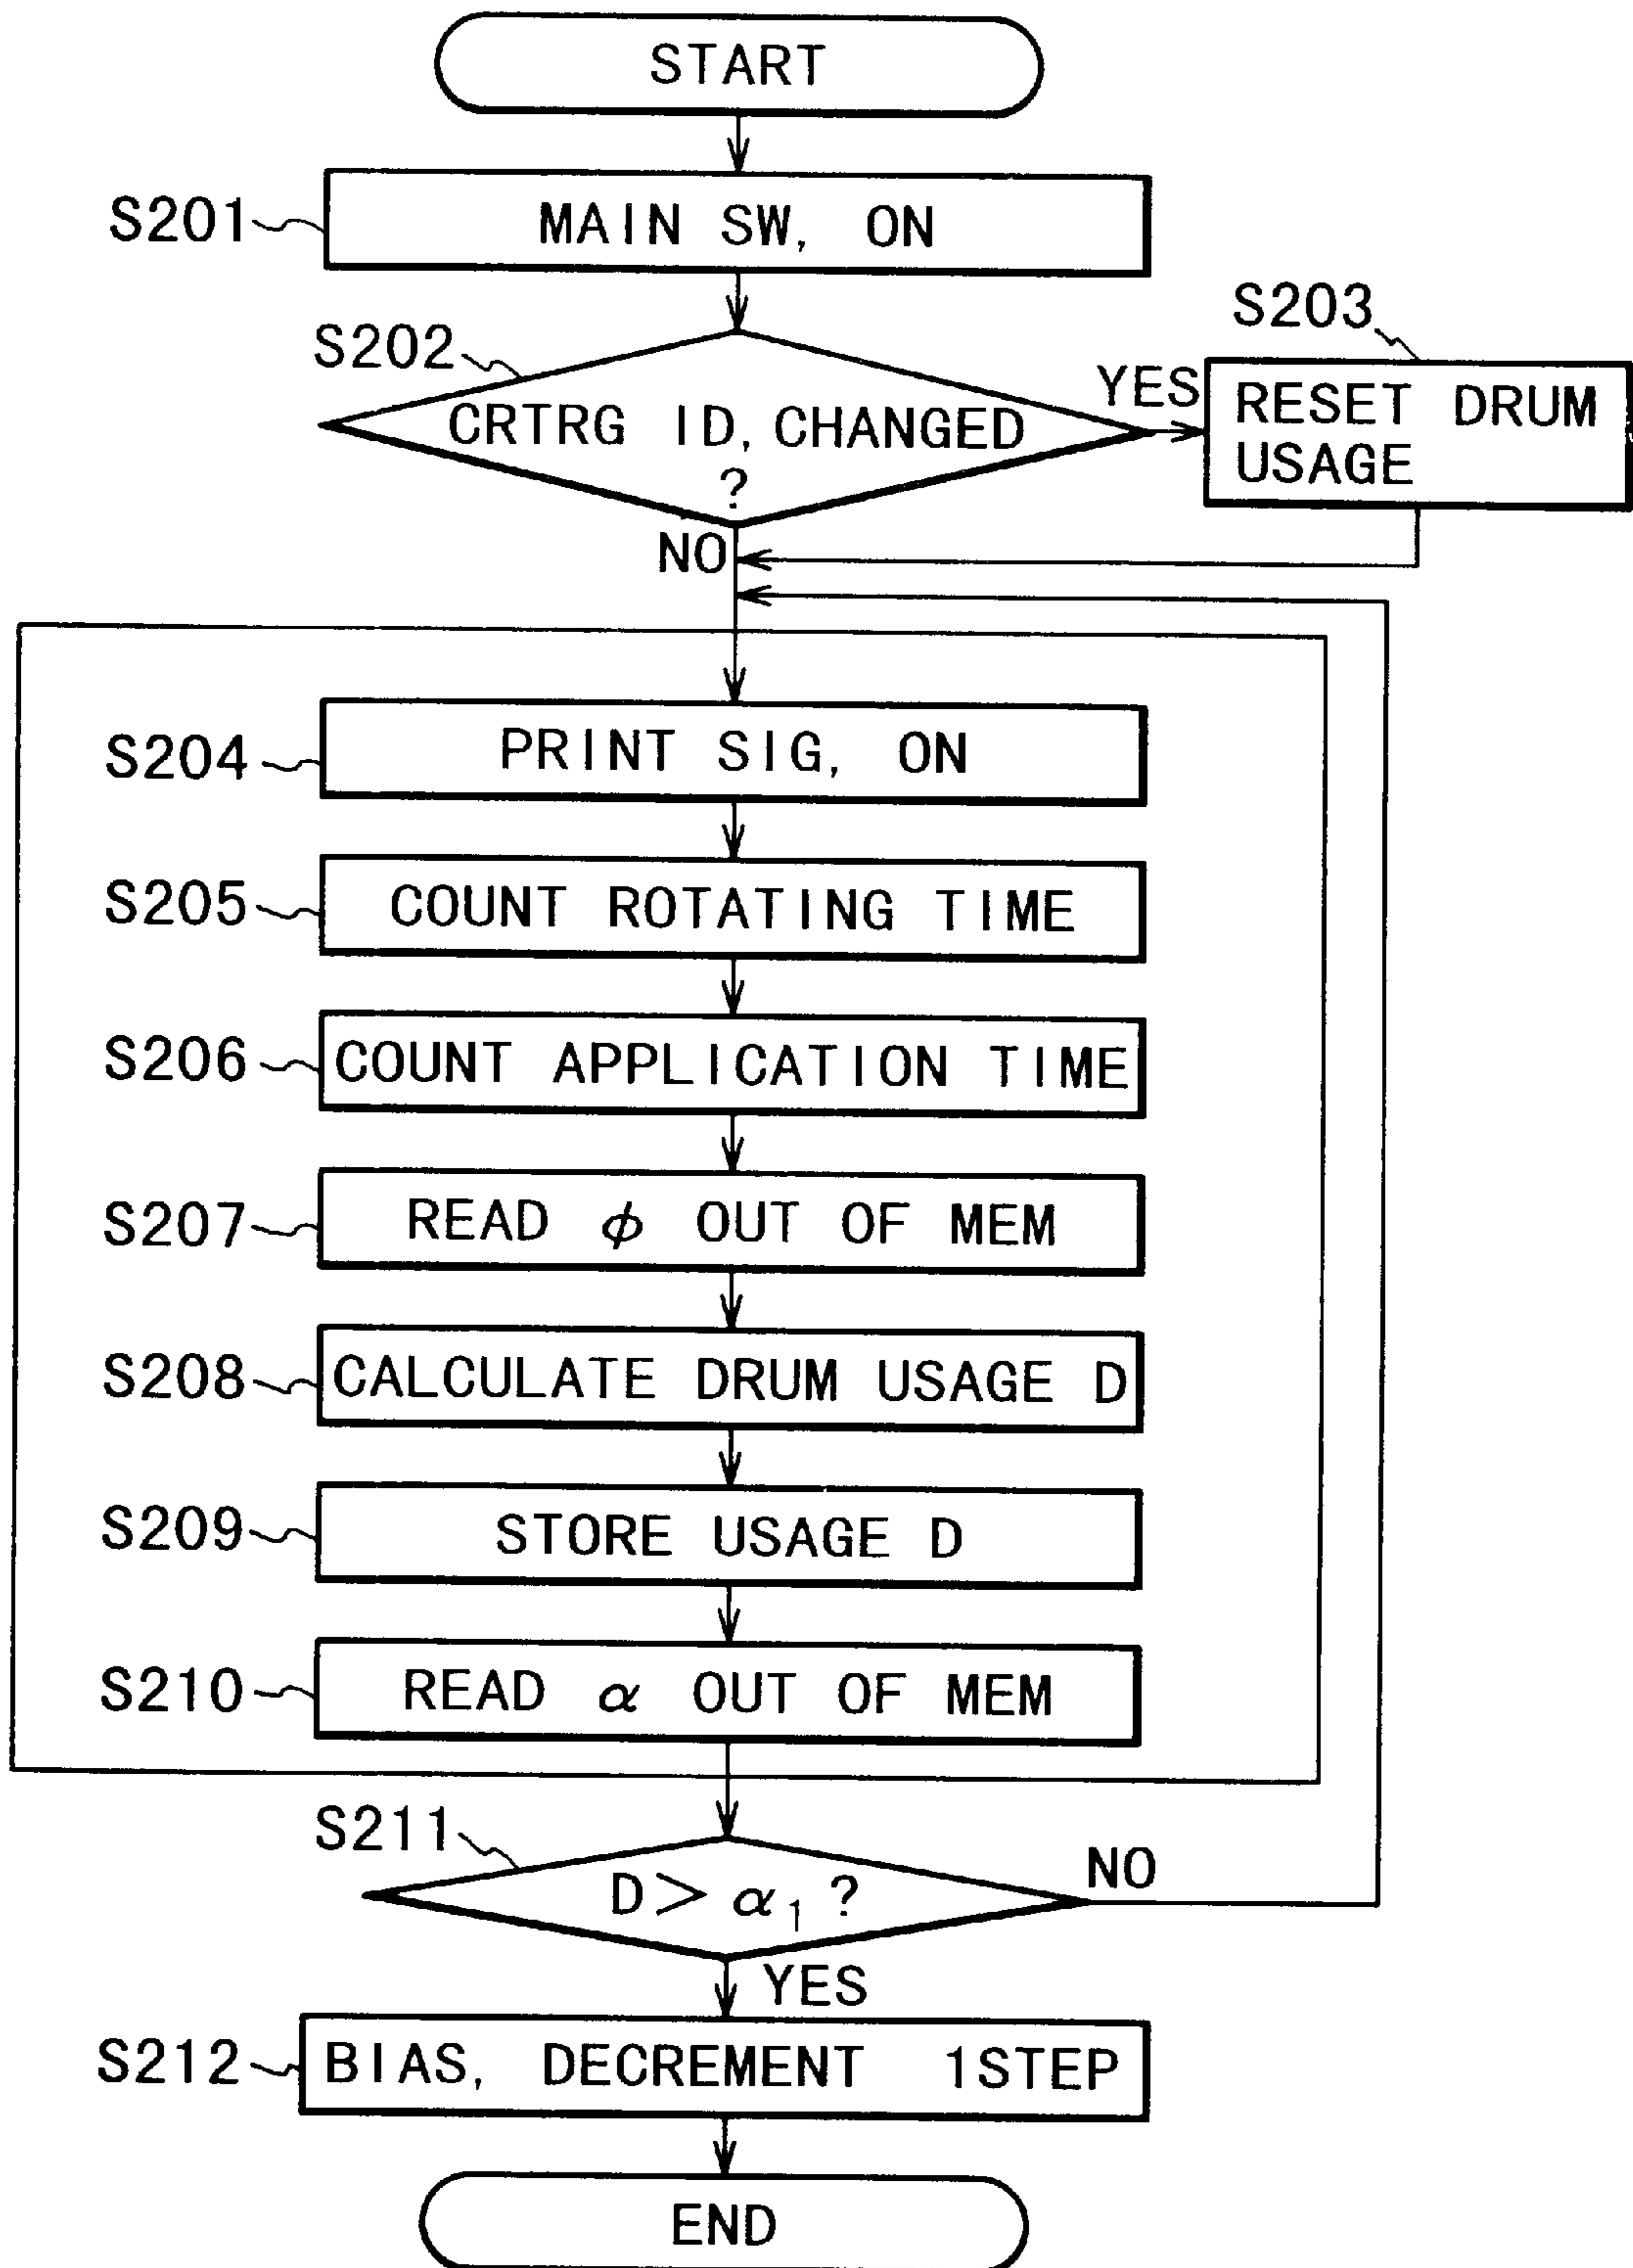 START
S201
MAIN SW, ON
S202
CRTRG ID, CHANGED
?
YES
S203
RESET DRUM
USAGE
NO
S204
PRINT SIG, ON
S205
COUNT ROTATING TIME
S206
COUNT APPLICATION TIME
S207
READ ϕ OUT OF MEM
S208
CALCULATE DRUM USAGE D
S209
STORE USAGE D
S210
READ α OUT OF MEM
S211
D > α₁ ?
NO
YES
S212
BIAS, DECREMENT 1STEP
END